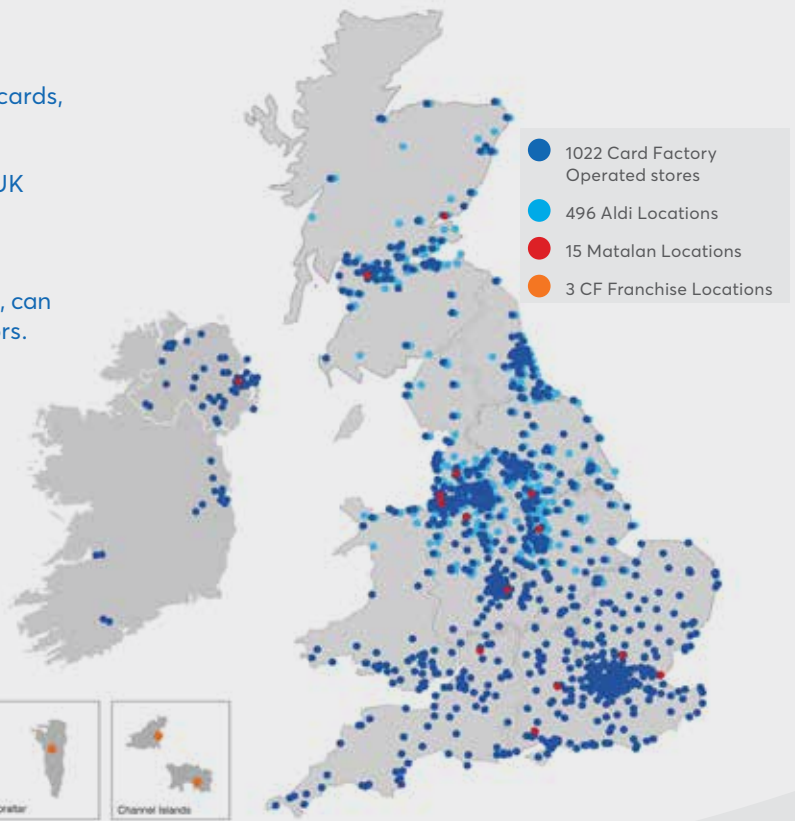 cards,
UK
, can
rs.
1022 Card Factory
Operated stores
496 Aldi Locations
15 Matalan Locations
3 CF Franchise Locations
Channel Islands